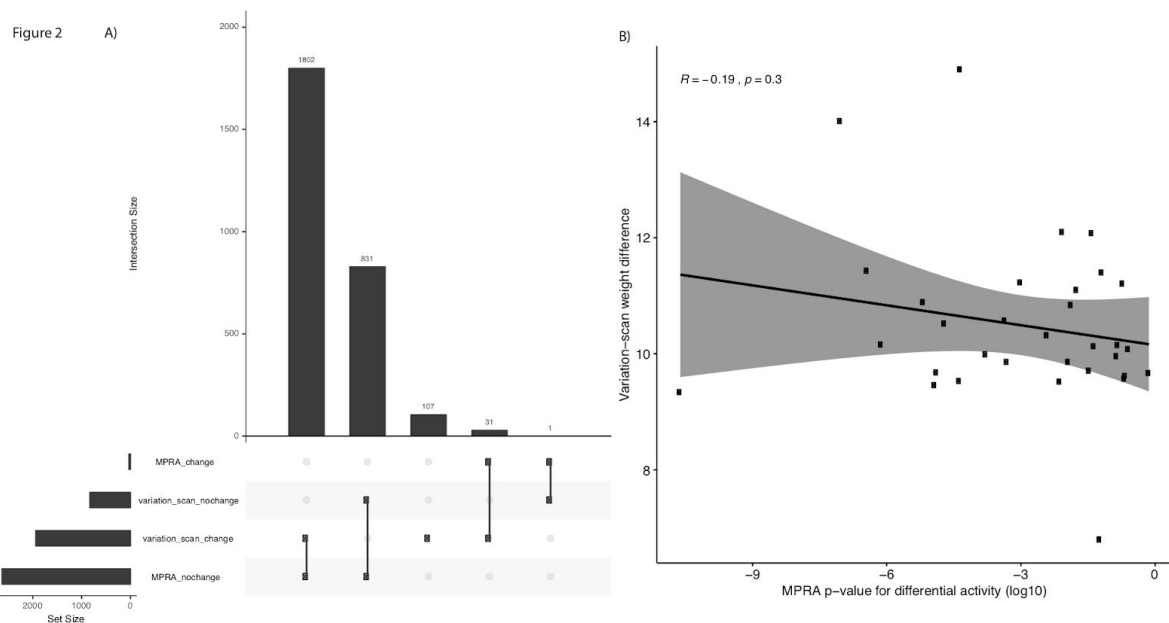 Figure 2 A)
2000
1500
1000
500
0
Intersection Size
1802
831
107
31
1
MPRA_change
variation_scan_nochange
variation_scan_change
MPRA_nochange
2000 1000 0
Set Size
B)
R = −0.19 , p = 0.3
14
12
10
8
Variation−scan weight difference
−9 −6 −3 0
MPRA p−value for differential activity (log10)